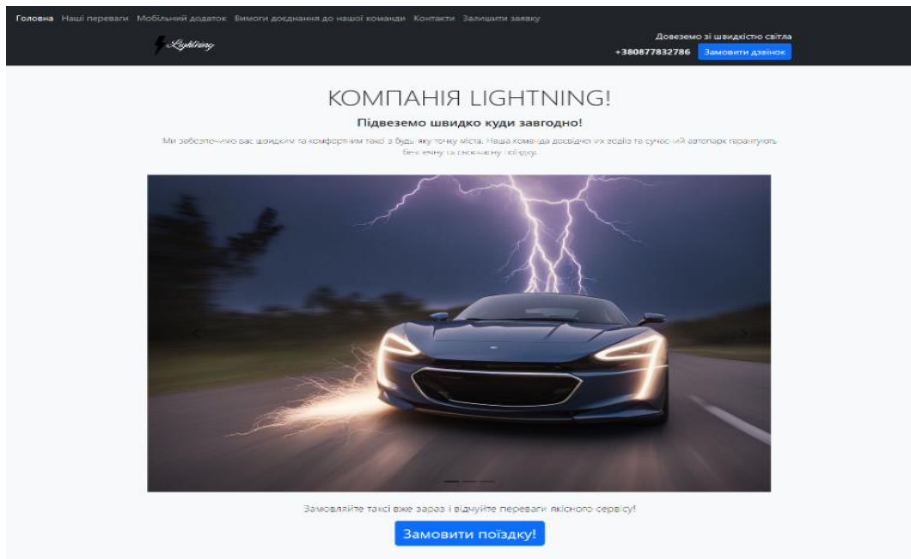 Головна Наші переваги Мобільний додаток Вимоги доєднання до нашої команди Контакти Залишити заявку
Lightning
Довеземо зі швидкістю світла
+380877832786 Замовити дзвінок
КОМПАНІЯ LIGHTNING!
Підвеземо швидко куди завгодно!
Ми забезпечимо вас швидким та комфортним таксі в будь-яку точку міста. Наша команда досвідчених водіїв та сучасний автопарк гарантують
безпечну та своєчасну поїздку.
Замовляйте таксі вже зараз і відчуйте переваги якісного сервісу!
Замовити поїздку!